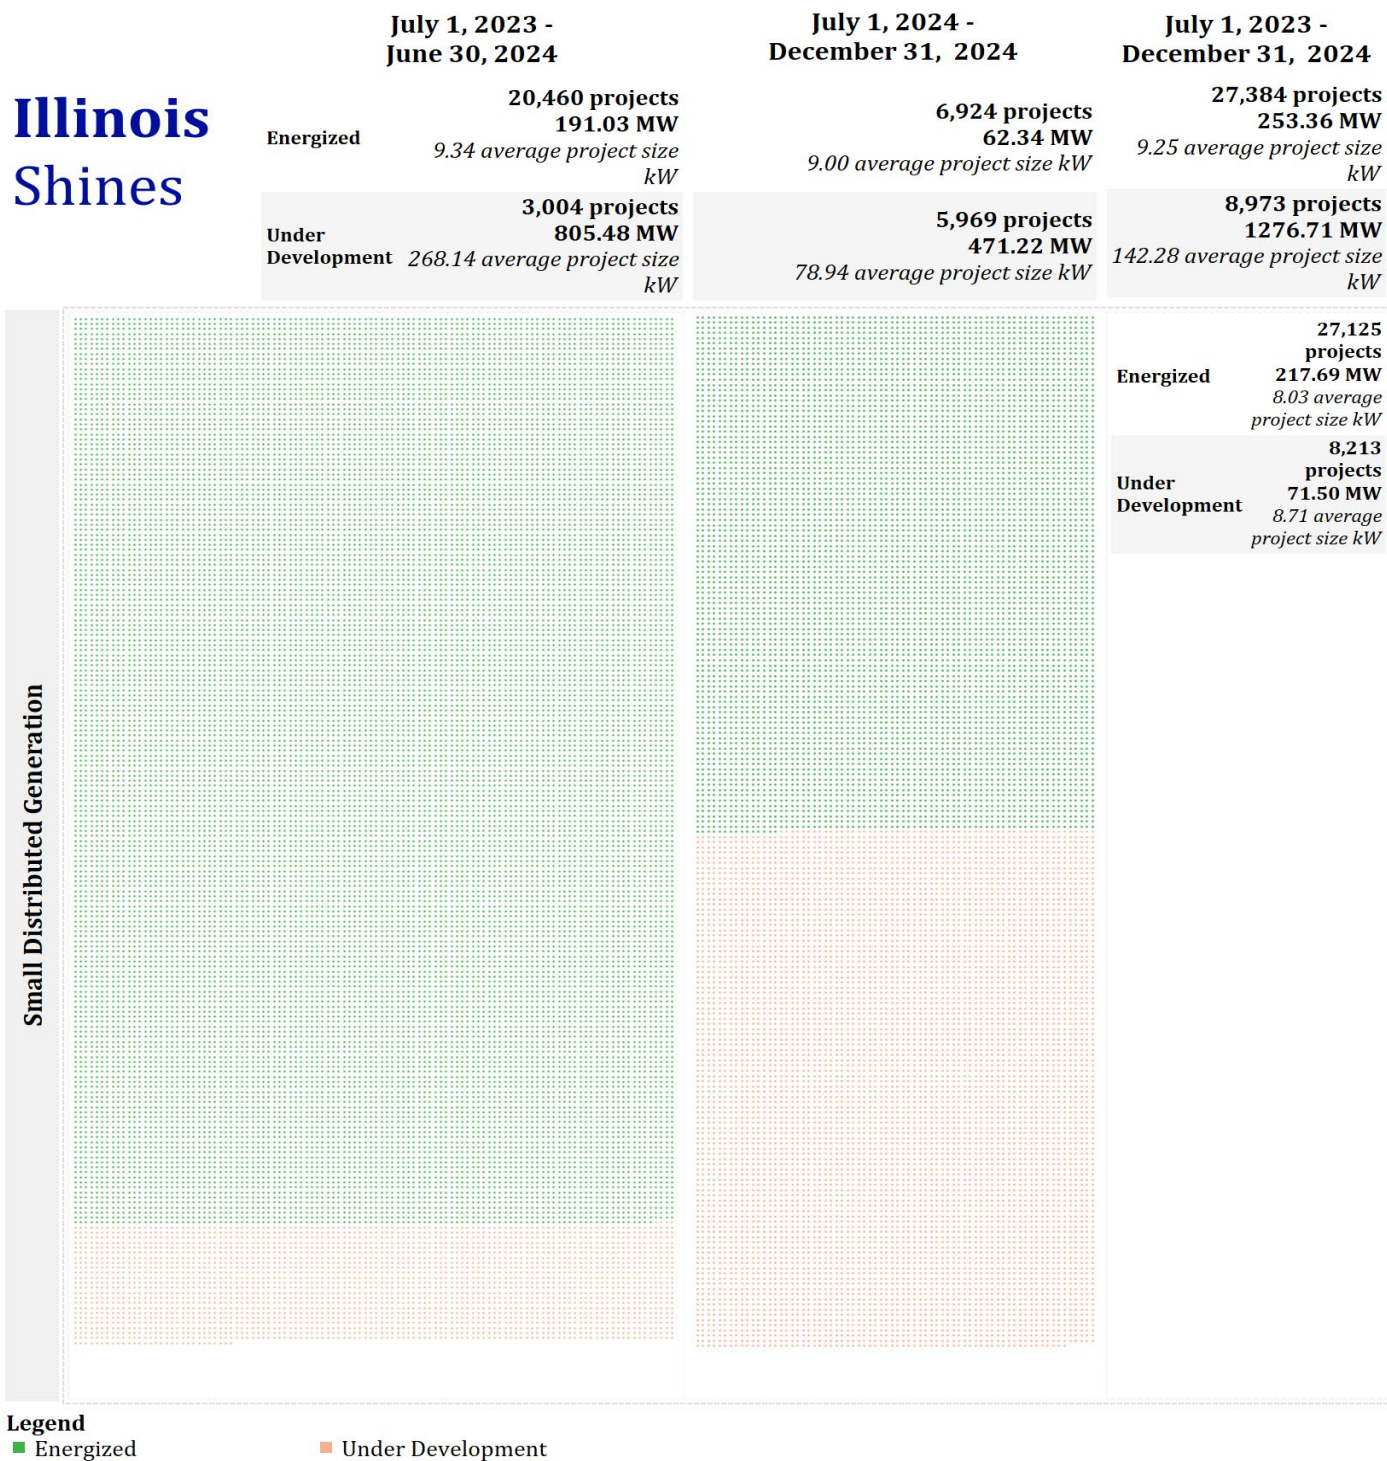 July 1, 2023 -
June 30, 2024
July 1, 2024 -
December 31, 2024
July 1, 2023 -
December 31, 2024
Illinois
Shines
Energized
20,460 projects
191.03 MW
9.34 average project size
kW
6,924 projects
62.34 MW
9.00 average project size kW
27,384 projects
253.36 MW
9.25 average project size
kW
Under
Development
3,004 projects
805.48 MW
268.14 average project size
kW
5,969 projects
471.22 MW
78.94 average project size kW
8,973 projects
1276.71 MW
142.28 average project size
kW
Small Distributed Generation
Energized
27,125
projects
217.69 MW
8.03 average
project size kW
Under
Development
8,213
projects
71.50 MW
8.71 average
project size kW
Legend
Energized
Under Development